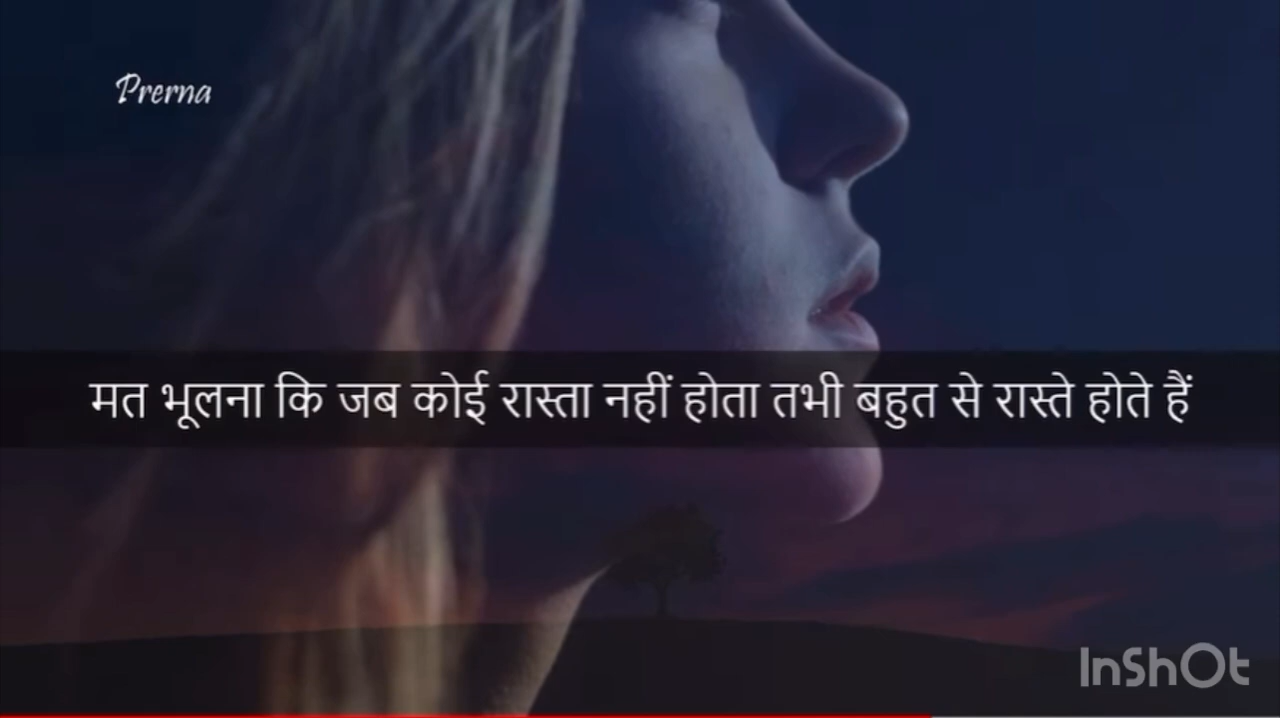 Prerna
मत भूलना कि जब कोई रास्ता नहीं होता तभी बहुत से रास्ते होते हैं
InShOt